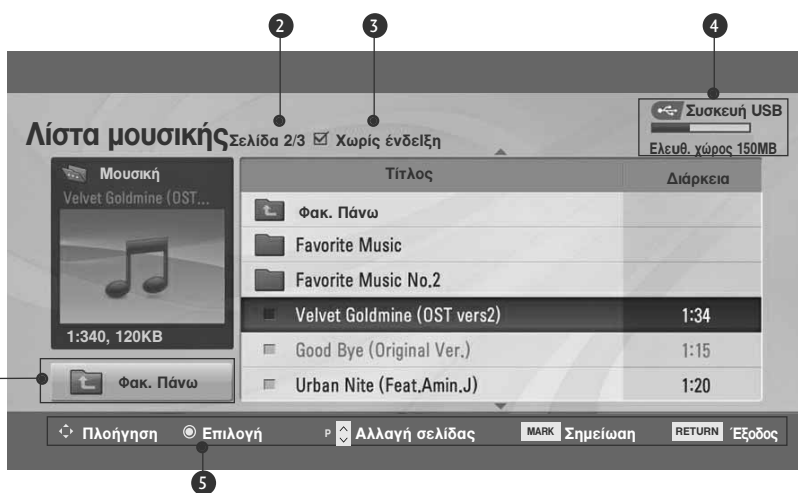 2 3 4
Συσκευή USB
Λίστα μουσικής Σελίδα 2/3 Χωρίς ένδειξη
Ελευθ. χώρος 150MB
Μουσική
Τίτλος Διάρκεια
Velvet Goldmine (OST...
Φακ. Πάνω
Favorite Music
Favorite Music No.2
Velvet Goldmine (OST vers2) 1:34
1:340, 120KB
Good Bye (Original Ver.) 1:15
Φακ. Πάνω
Urban Nite (Feat.Amin.J) 1:20
Πλοήγηση Επιλογή P Αλλαγή σελίδας MARK Σημείωαη RETURN Έξοδος
5